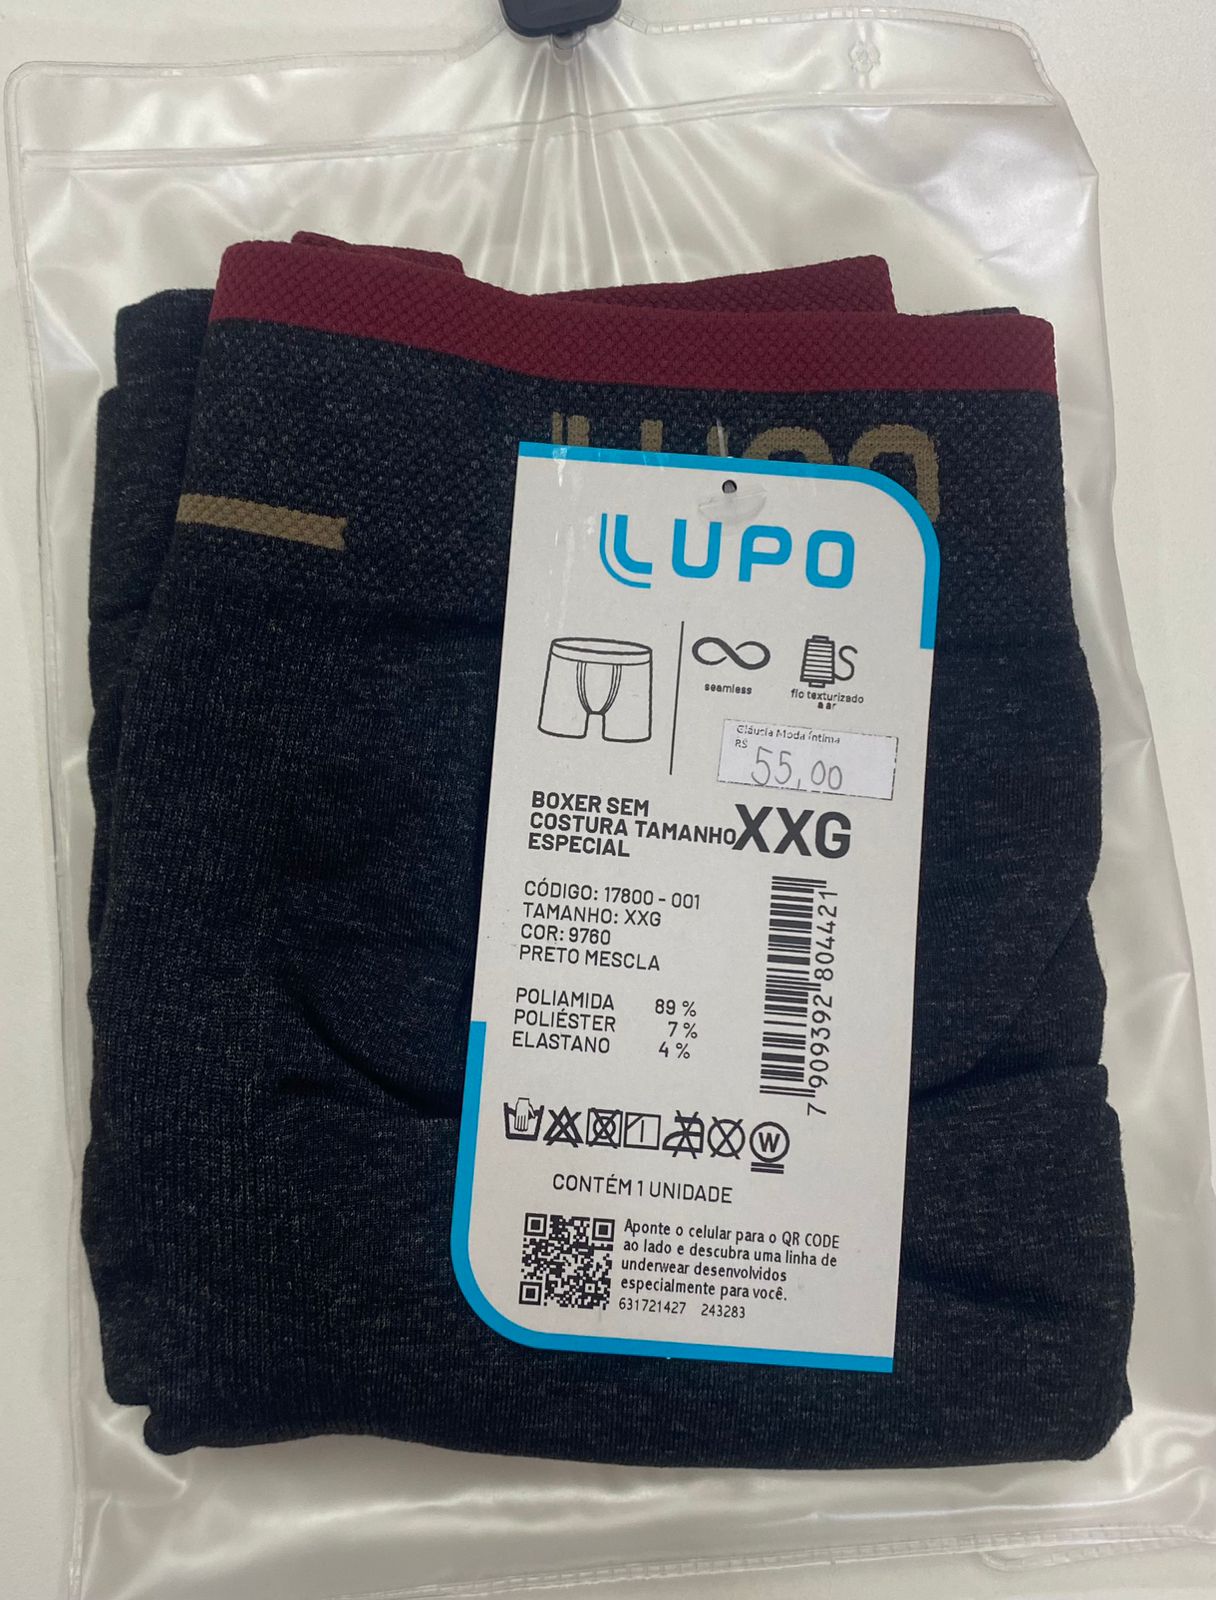 LUPO
LUPO
seamless
fio texturizado
a ar
Gláucia Moda íntima
R$ 55,00
BOXER SEM
COSTURA TAMANHO
ESPECIAL
XXG
CÓDIGO: 17800 - 001
TAMANHO: XXG
COR: 9760
PRETO MESCLA
POLIAMIDA 89 %
POLIÉSTER 7 %
ELASTANO 4 %
7 909392 804421
W
CONTÉM 1 UNIDADE
Aponte o celular para o QR CODE
ao lado e descubra uma linha de
underwear desenvolvidos
especialmente para você.
631721427 243283